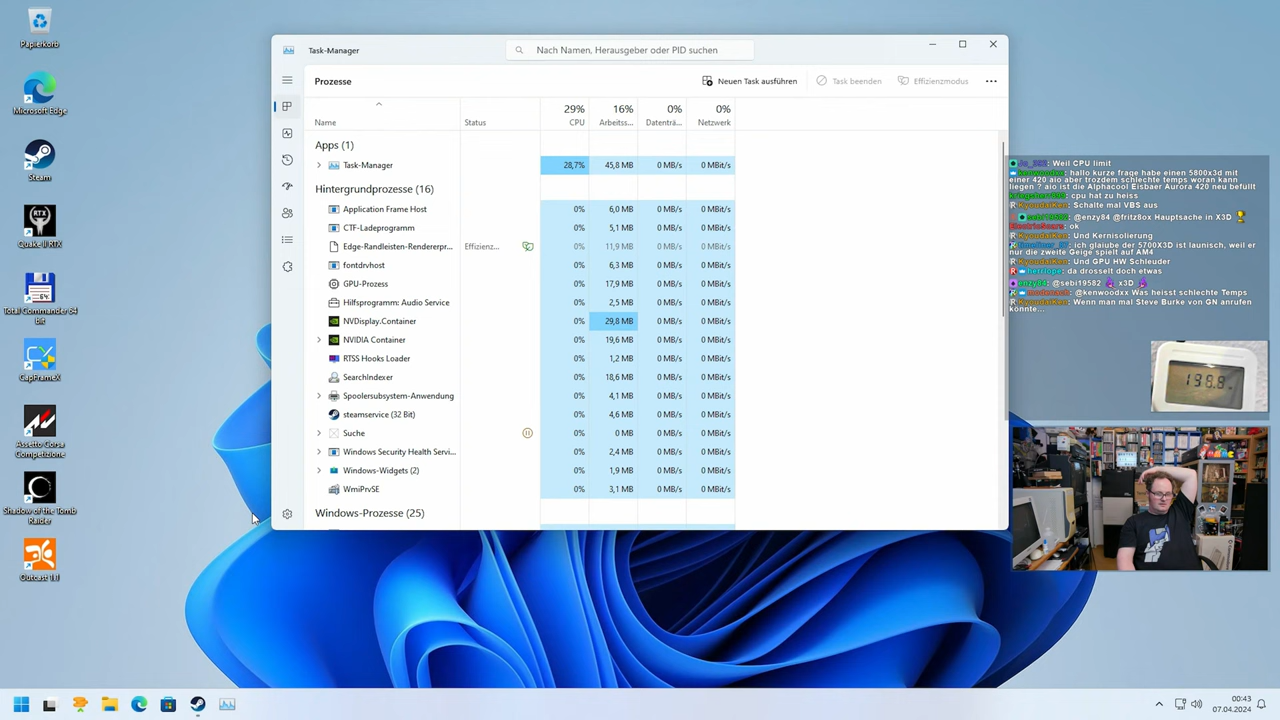 Papierkorb
Microsoft Edge
Steam
RTX
Quake II RTX
64
Total Commander 64
bit
CapFrameX
Assetto Corsa
Competizione
Shadow of the Tomb
Raider
Outcast 1.1
Task-Manager
Nach Namen, Herausgeber oder PID suchen
Prozesse
Neuen Task ausführen
Task beenden
Effizienzmodus
29% 16% 0% 0%
Name Status CPU Arbeitss... Datenträ... Netzwerk
Apps (1)
Task-Manager 28,7% 45,8 MB 0 MB/s 0 MBit/s
Hintergrundprozesse (16)
Application Frame Host 0% 6,0 MB 0 MB/s 0 MBit/s
CTF-Ladeprogramm 0% 5,1 MB 0 MB/s 0 MBit/s
Edge-Randleisten-Rendererpr... Effizienz... 0% 11,9 MB 0 MB/s 0 MBit/s
fontdrvhost 0% 6,3 MB 0 MB/s 0 MBit/s
GPU-Prozess 0% 17,9 MB 0 MB/s 0 MBit/s
Hilfsprogramm: Audio Service 0% 2,5 MB 0 MB/s 0 MBit/s
NVDisplay.Container 0% 29,8 MB 0 MB/s 0 MBit/s
NVIDIA Container 0% 19,6 MB 0 MB/s 0 MBit/s
RTSS Hooks Loader 0% 1,2 MB 0 MB/s 0 MBit/s
SearchIndexer 0% 18,6 MB 0 MB/s 0 MBit/s
Spoolersubsystem-Anwendung 0% 4,1 MB 0 MB/s 0 MBit/s
steamservice (32 Bit) 0% 4,6 MB 0 MB/s 0 MBit/s
Suche 0% 0 MB 0 MB/s 0 MBit/s
Windows Security Health Servi... 0% 2,4 MB 0 MB/s 0 MBit/s
Windows-Widgets (2) 0% 1,9 MB 0 MB/s 0 MBit/s
WmiPrvSE 0% 3,1 MB 0 MB/s 0 MBit/s
Windows-Prozesse (25)
Weil CPU limit
kenwoodxx: hallo kurze frage habe einen 5800x3d mit
einer 420 aio aber trozdem schlechte temps woran kann
liegen ? aio ist die Alphacool Eisbaer Aurora 420 neu befullt
cpu hat zu heiss
KyoudaiKen: Schalte mal VBS aus
sebi19582: @enzy84 @fritz8ox Hauptsache in X3D
ok
KyoudaiKen: Und Kernisolierung
ich glaube der 5700X3D ist launisch, weil er
nur die zweite Geige spielt auf AM4
KyoudaiKen: Und GPU HW Schleuder
da drosselt doch etwas
enzy84: @sebi19582 x3D
@kenwoodxx Was heisst schlechte Temps
KyoudaiKen: Wenn man mal Steve Burke von GN anrufen
könnte...
138.8
00:43
07.04.2024